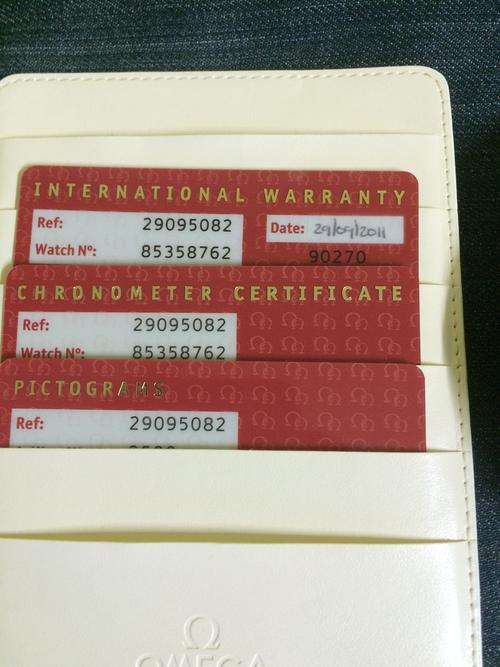 INTERNATIONAL WARRANTY
Ref: 29095082 Date: 29/09/2011
Watch Nº: 85358762 90270
CHRONOMETER CERTIFICATE
Ref: 29095082
Watch Nº: 85358762
PICTOGRAMS
Ref: 29095082
Ω
OMEGA